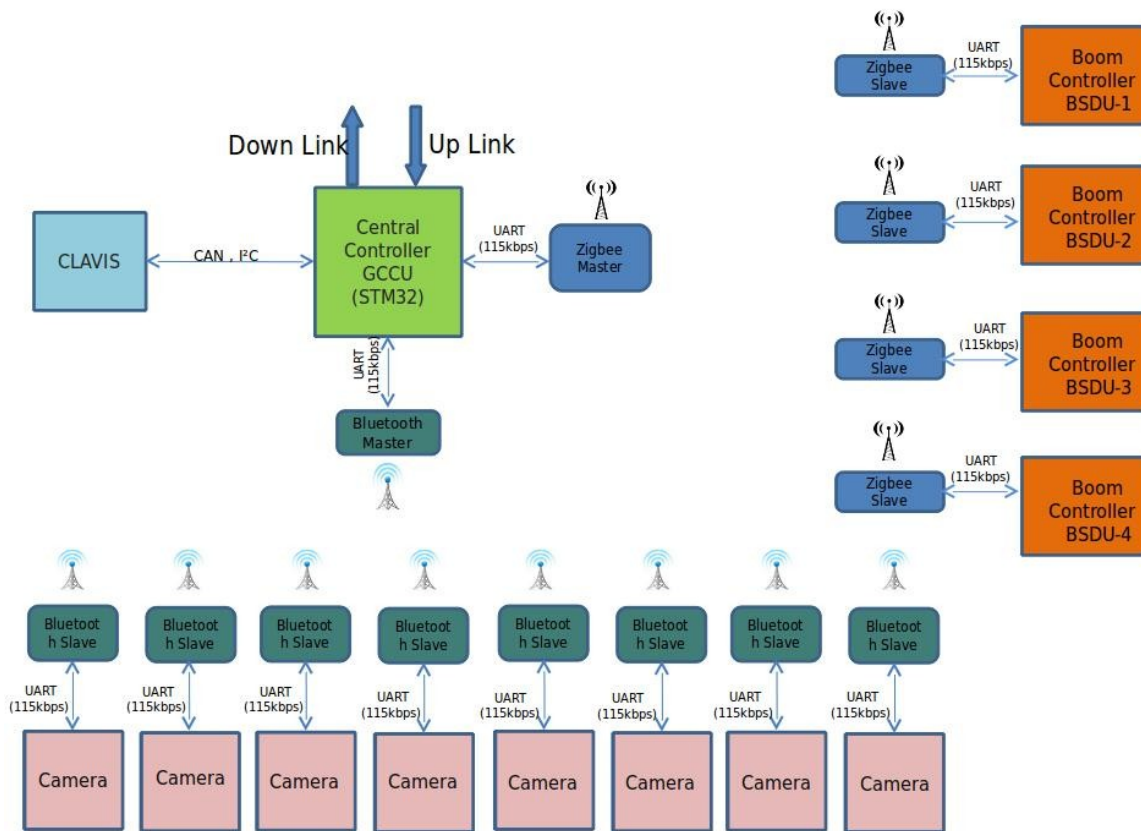 Down Link
Up Link
CLAVIS
CAN , I²C
Central
Controller
GCCU
(STM32)
UART
(115kbps)
Zigbee
Master
UART
(115kbps)
Bluetooth
Master
Zigbee
Slave
UART
(115kbps)
Boom
Controller
BSDU-1
Zigbee
Slave
UART
(115kbps)
Boom
Controller
BSDU-2
Zigbee
Slave
UART
(115kbps)
Boom
Controller
BSDU-3
Zigbee
Slave
UART
(115kbps)
Boom
Controller
BSDU-4
Bluetoot
h Slave
Bluetoot
h Slave
Bluetoot
h Slave
Bluetoot
h Slave
Bluetoot
h Slave
Bluetoot
h Slave
Bluetoot
h Slave
Bluetoot
h Slave
UART
(115kbps)
UART
(115kbps)
UART
(115kbps)
UART
(115kbps)
UART
(115kbps)
UART
(115kbps)
UART
(115kbps)
UART
(115kbps)
Camera
Camera
Camera
Camera
Camera
Camera
Camera
Camera